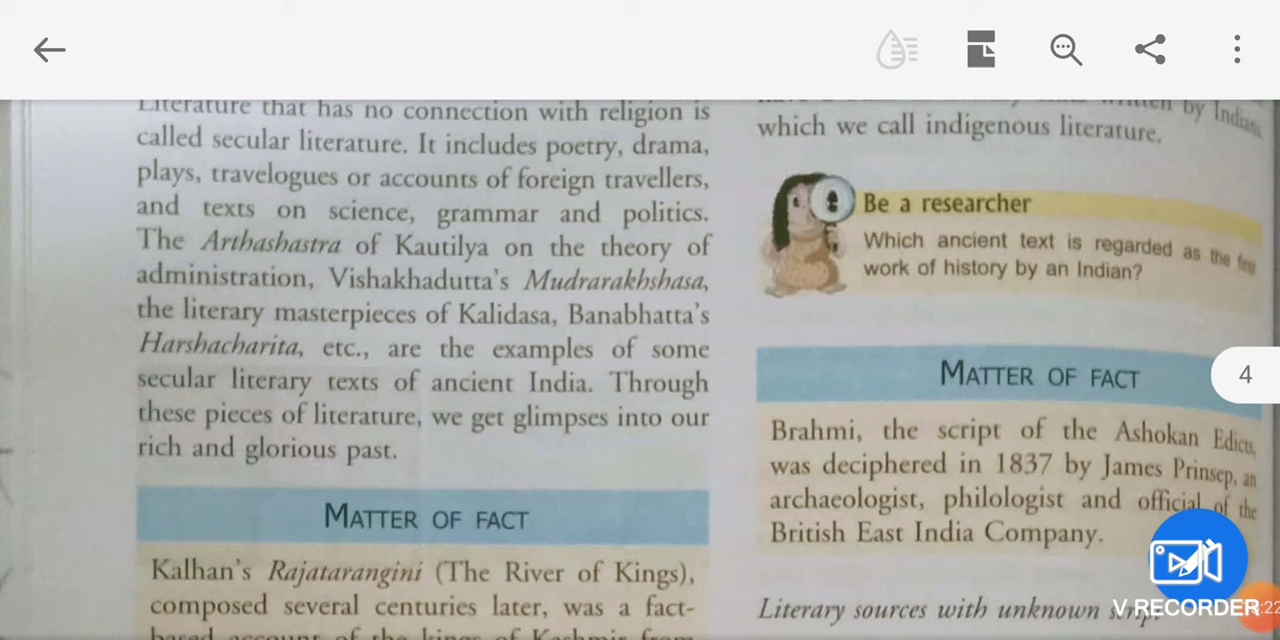 Literature that has no connection with religion is
called secular literature. It includes poetry, drama,
plays, travelogues or accounts of foreign travellers,
and texts on science, grammar and politics.
The Arthashastra of Kautilya on the theory of
administration, Vishakhadutta's Mudrarakhshasa,
the literary masterpieces of Kalidasa, Banabhatta's
Harshacharita, etc., are the examples of some
secular literary texts of ancient India. Through
these pieces of literature, we get glimpses into our
rich and glorious past.
MATTER OF FACT
Kalhan's Rajatarangini (The River of Kings),
composed several centuries later, was a fact-
based account of the kings of Kashmir from
written by Indians,
which we call indigenous literature.
Be a researcher
Which ancient text is regarded as the first
work of history by an Indian?
MATTER OF FACT
4
Brahmi, the script of the Ashokan Edicts,
was deciphered in 1837 by James Prinsep, an
archaeologist, philologist and official of the
British East India Company.
Literary sources with unknown script
V RECORDER
:22